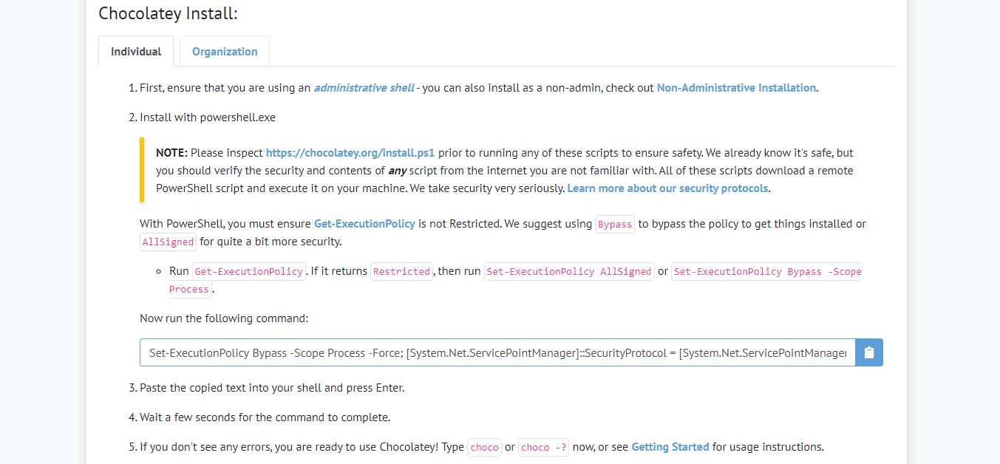 Chocolatey Install:
Individual
Organization
1. First, ensure that you are using an administrative shell - you can also install as a non-admin, check out Non-Administrative Installation.
2. Install with powershell.exe
NOTE: Please inspect https://chocolatey.org/install.ps1 prior to running any of these scripts to ensure safety. We already know it's safe, but
you should verify the security and contents of any script from the internet you are not familiar with. All of these scripts download a remote
PowerShell script and execute it on your machine. We take security very seriously. Learn more about our security protocols.
With PowerShell, you must ensure Get-ExecutionPolicy is not Restricted. We suggest using Bypass to bypass the policy to get things installed or
AllSigned for quite a bit more security.
Run Get-ExecutionPolicy. If it returns Restricted, then run Set-ExecutionPolicy AllSigned or Set-ExecutionPolicy Bypass -Scope
Process.
Now run the following command:
Set-ExecutionPolicy Bypass -Scope Process -Force; [System.Net.ServicePointManager]::SecurityProtocol = [System.Net.ServicePointManager
3. Paste the copied text into your shell and press Enter.
4. Wait a few seconds for the command to complete.
5. If you don't see any errors, you are ready to use Chocolatey! Type choco or choco -? now, or see Getting Started for usage instructions.